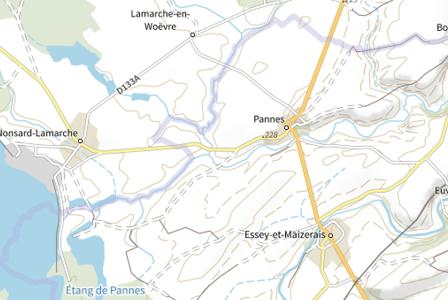 Lamarche-en-
Woëvre
D133A
Pannes
228
Nonsard-Lamarche
Essey-et-Maizerais
Étang de Pannes